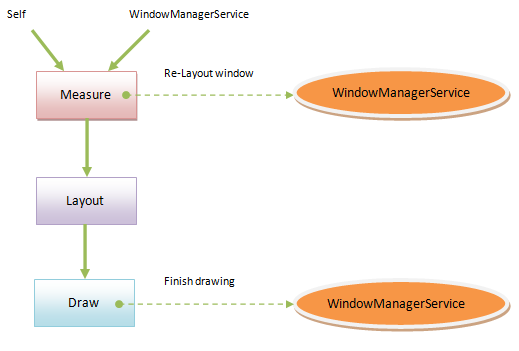 Self
WindowManagerService
Re-Layout window
Measure
WindowManagerService
Layout
Finish drawing
Draw
WindowManagerService